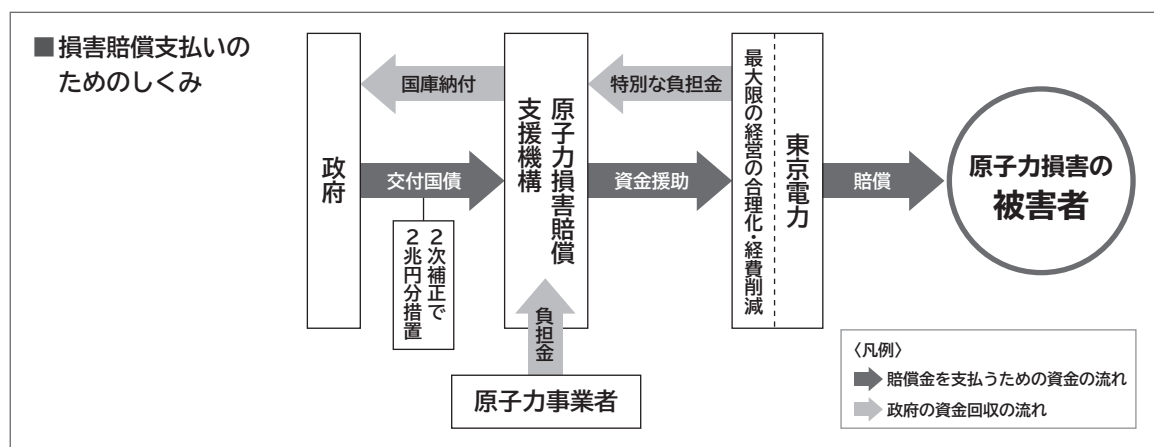 ■損害賠償支払いの
ためのしくみ
政府
国庫納付
交付国債
2次補正で
2兆円分措置
原子力損害賠償
支援機構
負担金
原子力事業者
特別な負担金
資金援助
最大限の経営の合理化・経費削減
東京電力
賠償
原子力損害の
被害者
〈凡例〉
賠償金を支払うための資金の流れ
政府の資金回収の流れ